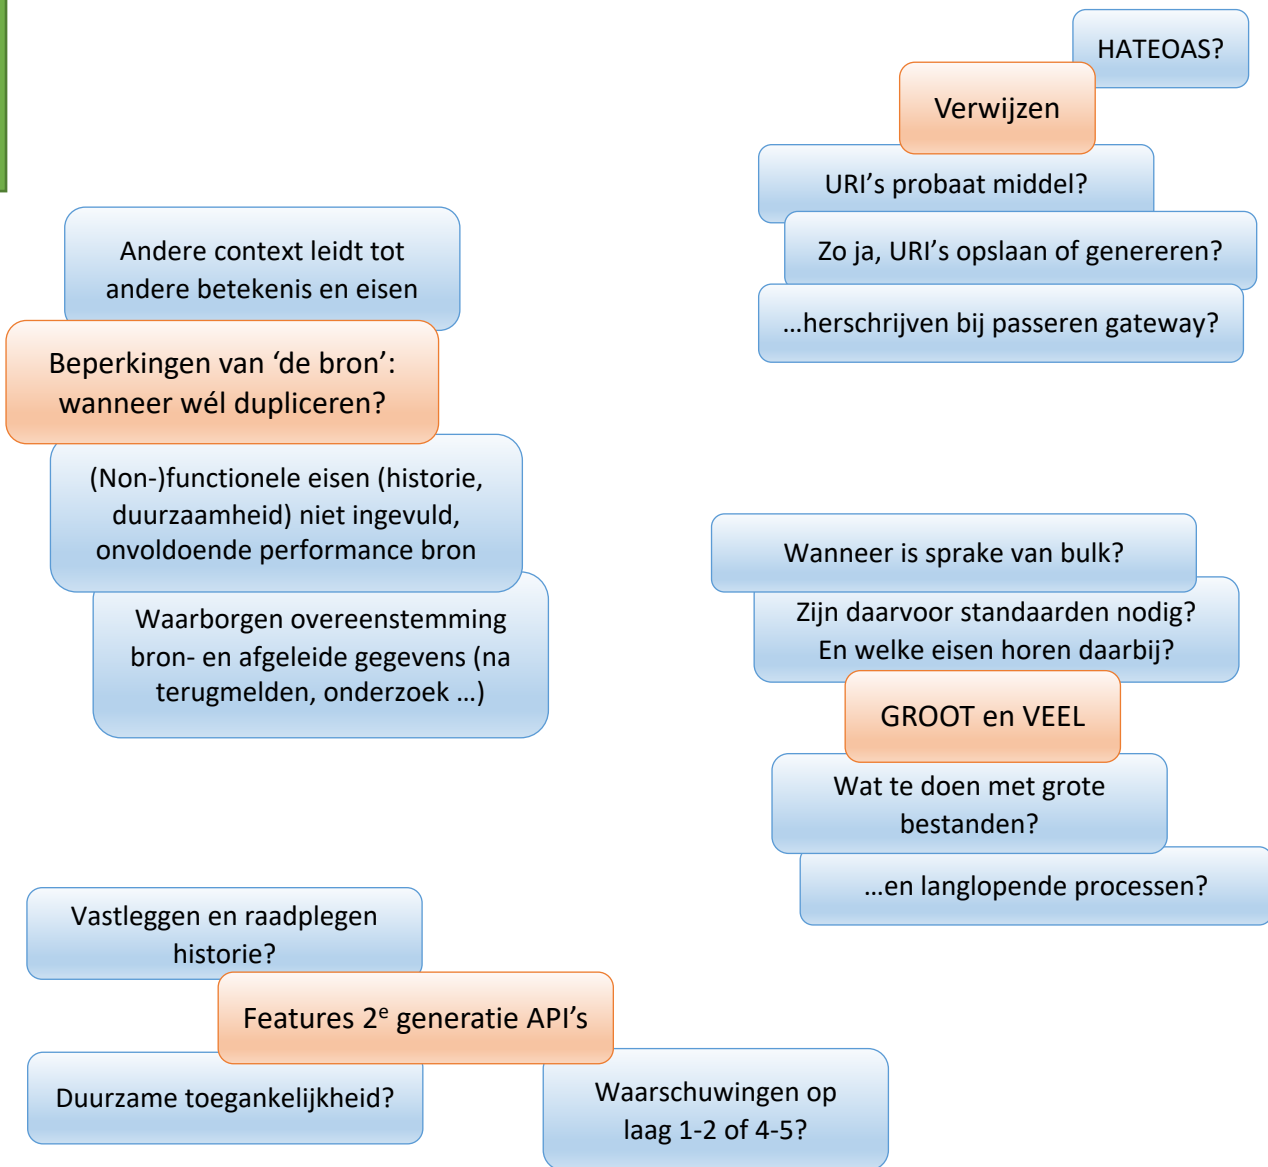 HATEOAS?
Verwijzen
URI’s probaat middel?
Zo ja, URI’s opslaan of genereren?
…herschrijven bij passeren gateway?
Andere context leidt tot
andere betekenis en eisen
Beperkingen van ‘de bron’:
wanneer wél dupliceren?
(Non-)functionele eisen (historie,
duurzaamheid) niet ingevuld,
onvoldoende performance bron
Waarborgen overeenstemming
bron- en afgeleide gegevens (na
terugmelden, onderzoek …)
Wanneer is sprake van bulk?
Zijn daarvoor standaarden nodig?
En welke eisen horen daarbij?
GROOT en VEEL
Wat te doen met grote
bestanden?
…en langlopende processen?
Vastleggen en raadplegen
historie?
Features 2e generatie API’s
Duurzame toegankelijkheid?
Waarschuwingen op
laag 1-2 of 4-5?